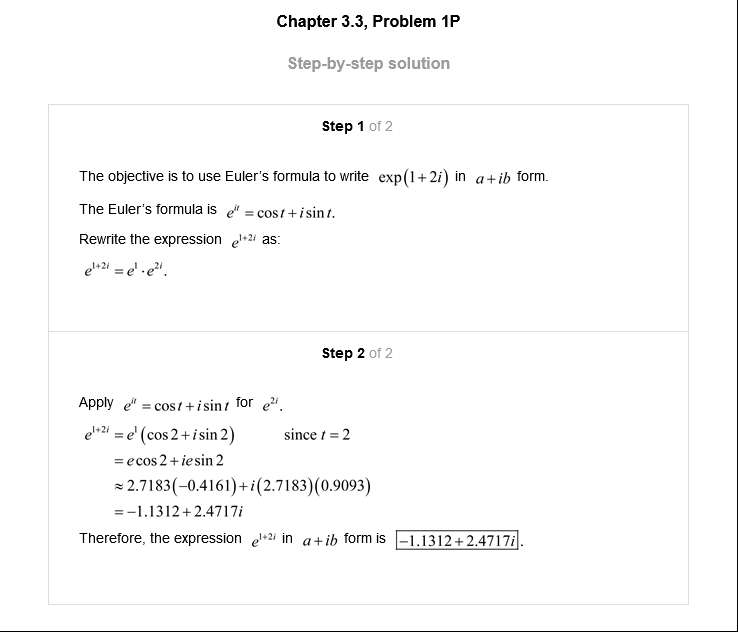 Chapter 3.3, Problem 1P
Step-by-step solution
Step 1 of 2
The objective is to use Euler's formula to write exp(1+2i) in a+ib form.
The Euler's formula is e^{it} = cos t + i sin t.
Rewrite the expression e^{1+2i} as:
e^{1+2i} = e^1 · e^{2i}.
Step 2 of 2
Apply e^{it} = cos t + i sin t for e^{2i}.
e^{1+2i} = e^1 (cos 2 + i sin 2) since t = 2
= e cos 2 + ie sin 2
≈ 2.7183(−0.4161) + i(2.7183)(0.9093)
= −1.1312 + 2.4717i
Therefore, the expression e^{1+2i} in a+ib form is −1.1312 + 2.4717i.